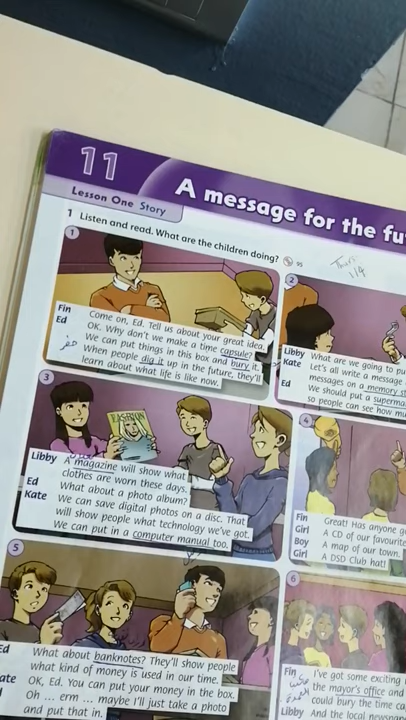 11
Lesson One Story
A message for the fu
1 Listen and read. What are the children doing? 99
Thurs
1/4
1
Fin Come on, Ed. Tell us about your great idea.
Ed OK. Why don't we make a time capsule?
We can put things in this box and bury it.
When people dig it up in the future, they'll
learn about what life is like now.
حفر
2
Libby What are we going to pu
Kate Let's all write a message
messages on a memory st
Ed We should put a superma
so people can see how mu
3
FASHION
Libby A magazine will show what
clothes are worn these days.
Ed What about a photo album?
Kate We can save digital photos on a disc. That
will show people what technology we've got.
We can put in a computer manual too.
4
Fin Great! Has anyone g
Girl A CD of our favourite
Boy A map of our town.
Girl A DSD Club hat!
5
Ed What about banknotes? They'll show people
what kind of money is used in our time.
ate OK, Ed. You can put your money in the box.
Oh ... erm ... maybe I'll just take a photo
and put that in.
6
Fin I've got some exciting
the mayor's office and
could bury the time ca
Libby And the local newsp